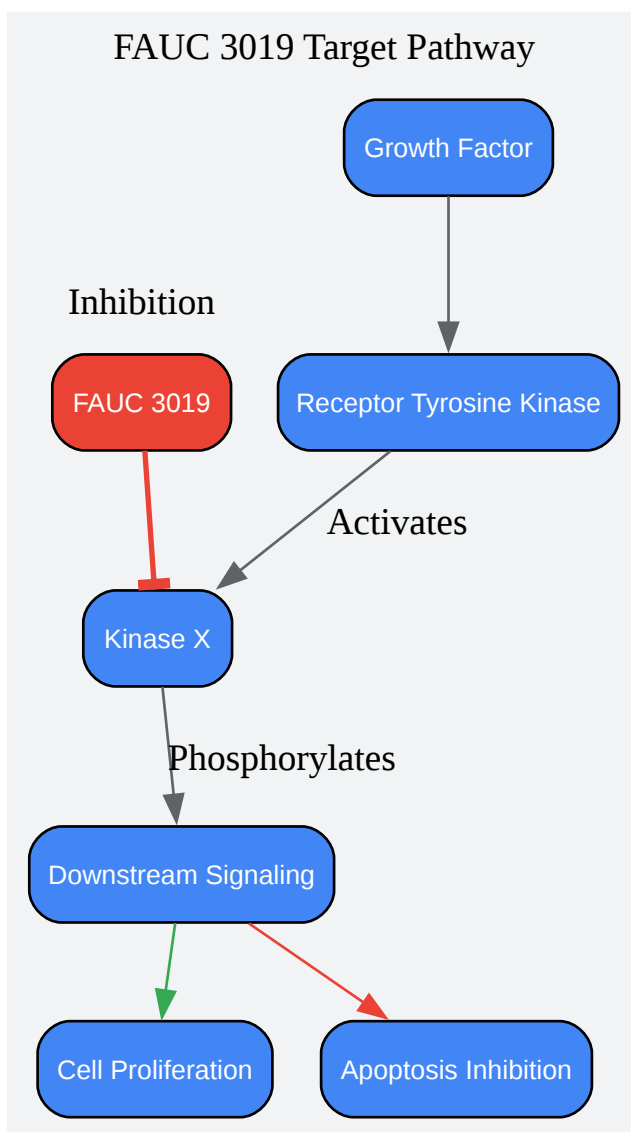 FAUC 3019 Target Pathway
Growth Factor
Inhibition
FAUC 3019
Receptor Tyrosine Kinase
Activates
Kinase X
Phosphorylates
Downstream Signaling
Cell Proliferation
Apoptosis Inhibition